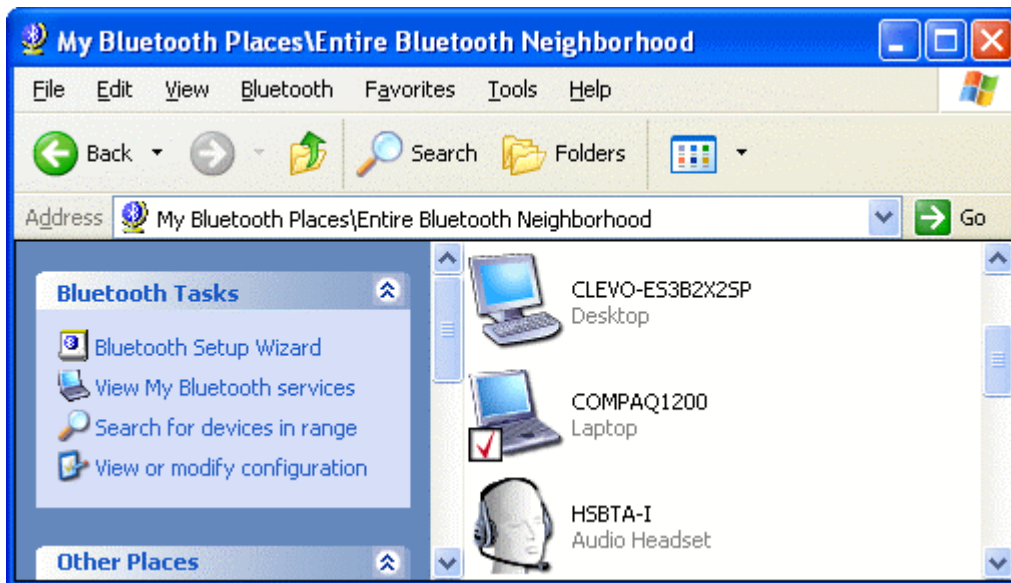 My Bluetooth Places\Entire Bluetooth Neighborhood
File Edit View Bluetooth Favorites Tools Help
Back Search Folders
Address My Bluetooth Places\Entire Bluetooth Neighborhood Go
Bluetooth Tasks
Bluetooth Setup Wizard
View My Bluetooth services
Search for devices in range
View or modify configuration
Other Places
CLEVO-ES3B2X2SP
Desktop
COMPAQ1200
Laptop
HSBTA-I
Audio Headset